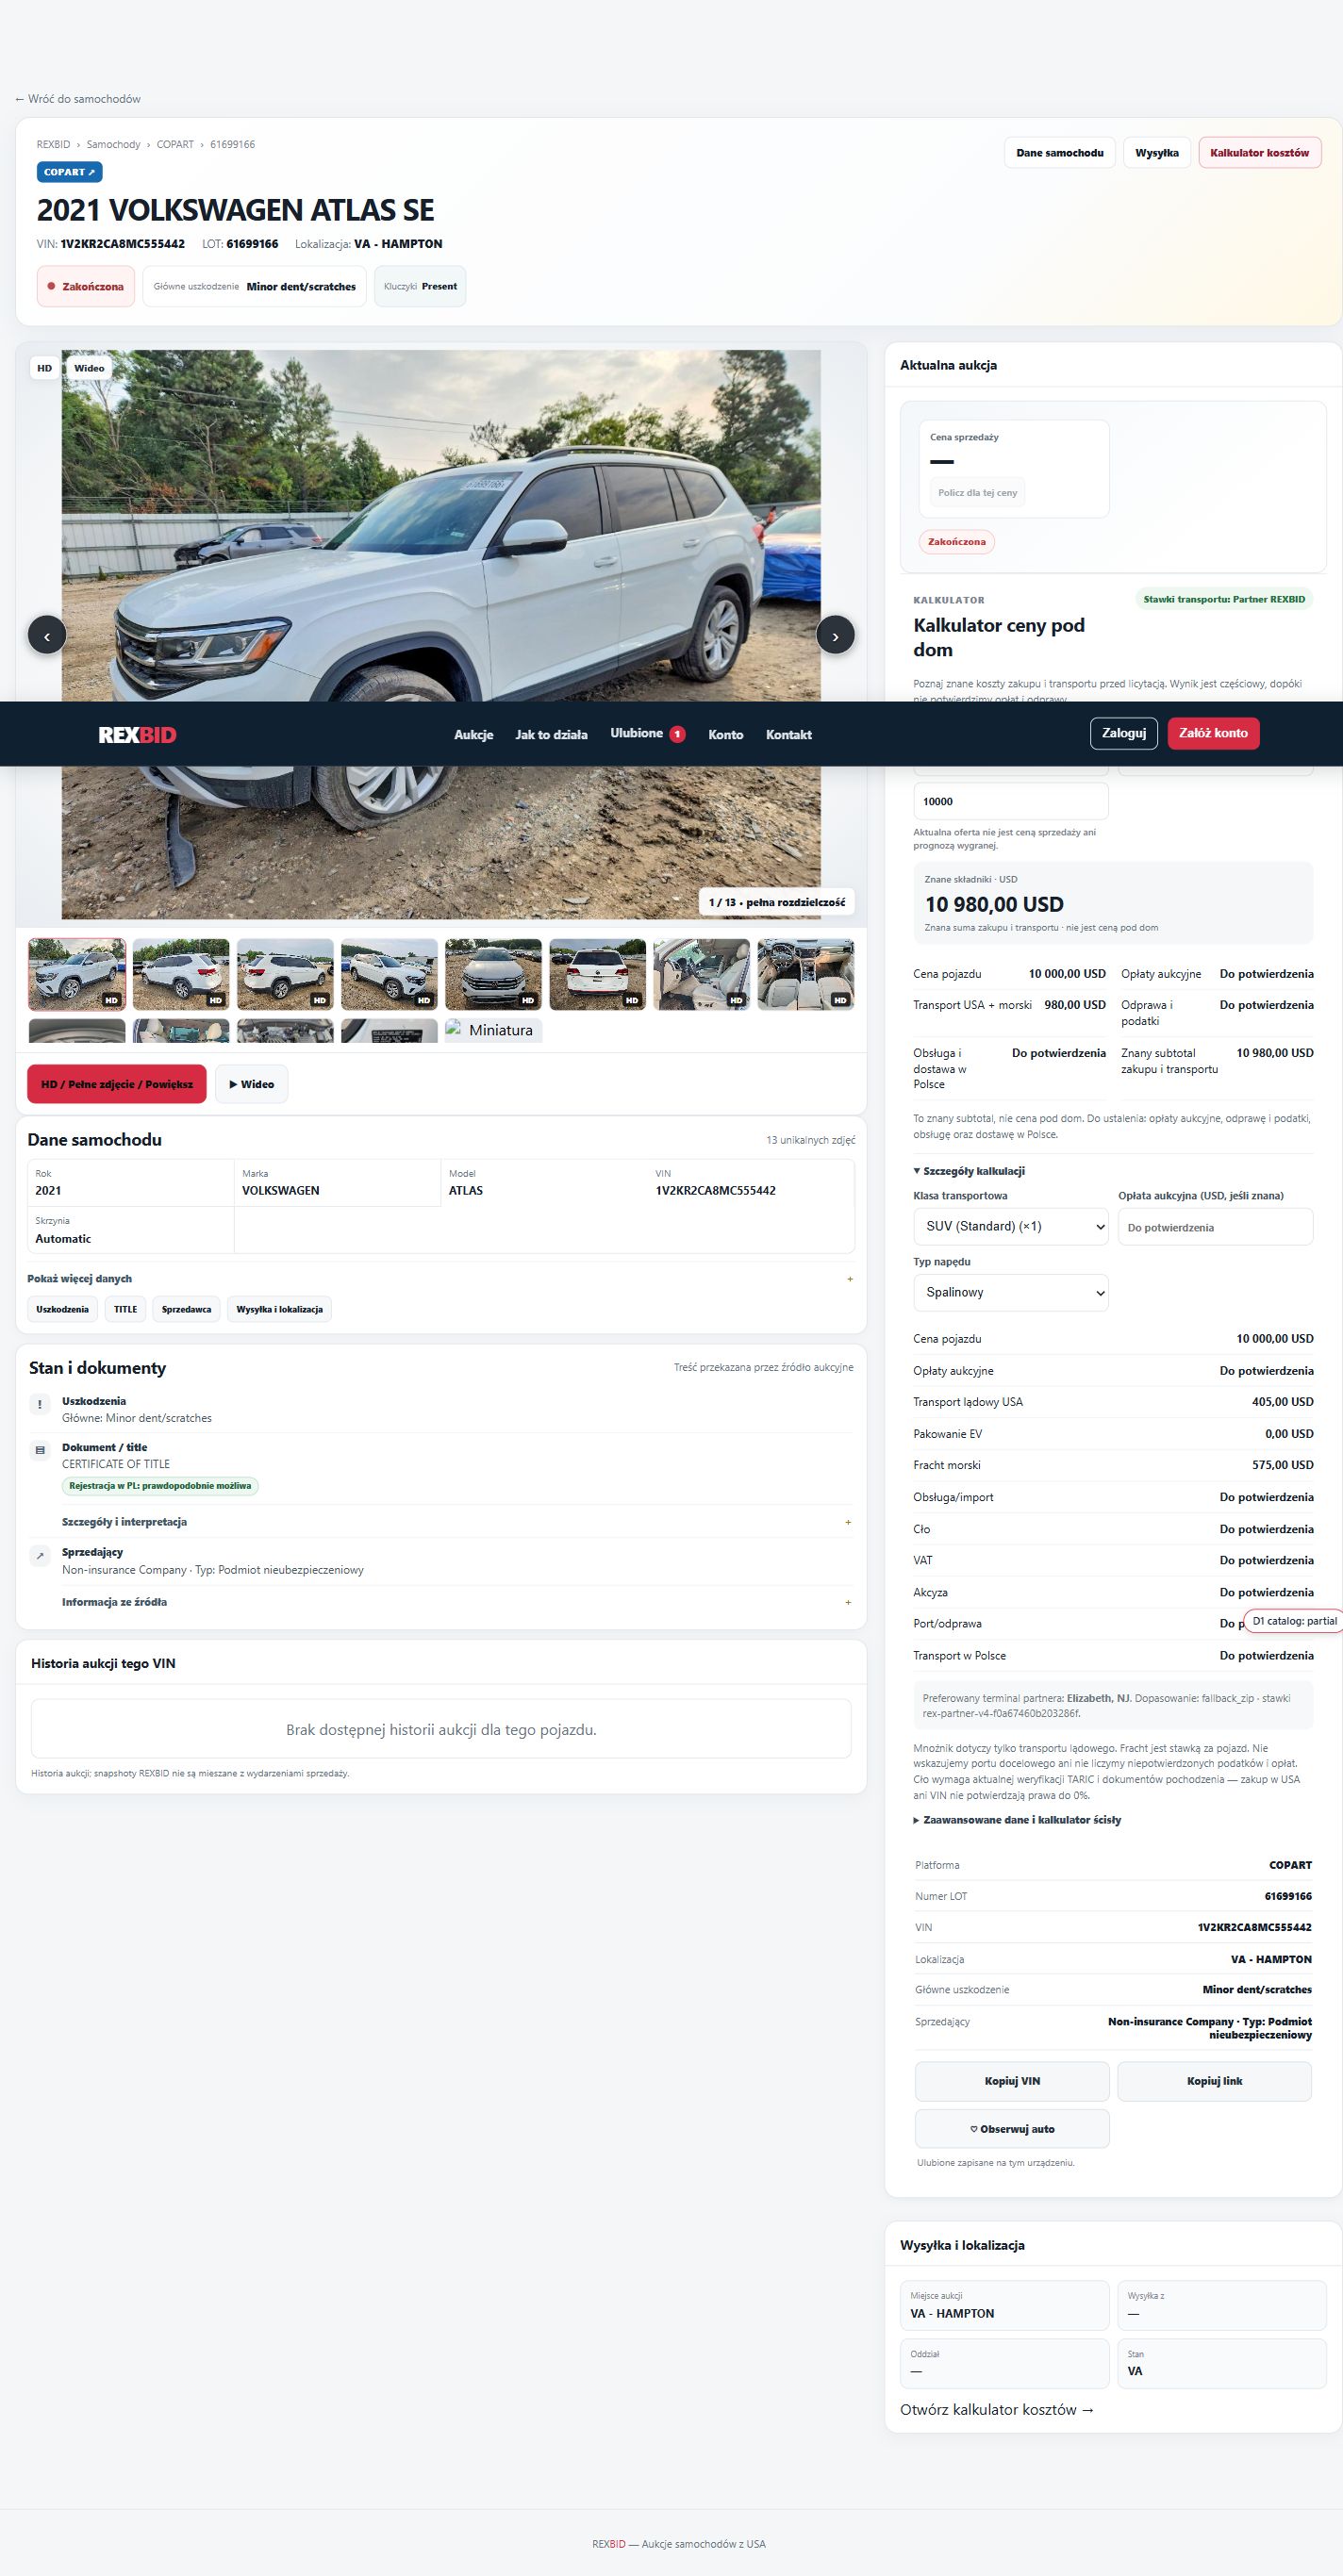 ← Wróć do samochodów
REXBID › Samochody › COPART › 61699166
Dane samochodu
Wysyłka
Kalkulator kosztów
COPART ↗
2021 VOLKSWAGEN ATLAS SE
VIN: 1V2KR2CA8MC555442 LOT: 61699166 Lokalizacja: VA - HAMPTON
Zakończona
Główne uszkodzenie Minor dent/scratches
Kluczyki Present
HD
Wideo
‹
›
Aktualna aukcja
Cena sprzedaży
—
Policz dla tej ceny
Zakończona
KALKULATOR
Stawki transportu: Partner REXBID
Kalkulator ceny pod
dom
Poznaj znane koszty zakupu i transportu przed licytacją. Wynik jest częściowy, dopóki
nie potwierdzimy opłat i odprawy.
REXBID
Aukcje
Jak to działa
Ulubione 1
Konto
Kontakt
Zaloguj
Załóż konto
10000
Aktualna oferta nie jest ceną sprzedaży ani
prognozą wygranej.
Znane składniki · USD
10 980,00 USD
Znana suma zakupu i transportu · nie jest ceną pod dom
1 / 13 • pełna rozdzielczość
HD
HD
HD
HD
HD
HD
HD
HD
Miniatura
HD / Pełne zdjęcie / Powiększ
▶ Wideo
Cena pojazdu 10 000,00 USD
Opłaty aukcyjne Do potwierdzenia
Transport USA + morski 980,00 USD
Odprawa i
podatki
Do potwierdzenia
Obsługa i
dostawa w
Polsce
Do potwierdzenia
Znany subtotal
zakupu i transportu
10 980,00 USD
To znany subtotal, nie cena pod dom. Do ustalenia: opłaty aukcyjne, odprawę i podatki,
obsługę oraz dostawę w Polsce.
▼ Szczegóły kalkulacji
Klasa transportowa
SUV (Standard) (×1)
Opłata aukcyjna (USD, jeśli znana)
Do potwierdzenia
Typ napędu
Spalinowy
Cena pojazdu 10 000,00 USD
Opłaty aukcyjne Do potwierdzenia
Transport lądowy USA 405,00 USD
Pakowanie EV 0,00 USD
Fracht morski 575,00 USD
Obsługa/import Do potwierdzenia
Cło Do potwierdzenia
VAT Do potwierdzenia
Akcyza Do potwierdzenia
Port/odprawa Do p
D1 catalog: partial
Transport w Polsce Do potwierdzenia
Preferowany terminal partnera: Elizabeth, NJ. Dopasowanie: fallback_zip · stawki
rex-partner-v4-f0a67460b203286f.
Mnożnik dotyczy tylko transportu lądowego. Fracht jest stawką za pojazd. Nie
wskazujemy portu docelowego ani nie liczymy niepotwierdzonych podatków i opłat.
Cło wymaga aktualnej weryfikacji TARIC i dokumentów pochodzenia — zakup w USA
ani VIN nie potwierdzają prawa do 0%.
▶ Zaawansowane dane i kalkulator ścisły
Platforma COPART
Numer LOT 61699166
VIN 1V2KR2CA8MC555442
Lokalizacja VA - HAMPTON
Główne uszkodzenie Minor dent/scratches
Sprzedający Non-insurance Company · Typ: Podmiot
nieubezpieczeniowy
Kopiuj VIN
Kopiuj link
♡ Obserwuj auto
Ulubione zapisane na tym urządzeniu.
Wysyłka i lokalizacja
Miejsce aukcji
VA - HAMPTON
Wysyłka z
—
Oddział
—
Stan
VA
Otwórz kalkulator kosztów →
Dane samochodu
13 unikalnych zdjęć
Rok
2021
Marka
VOLKSWAGEN
Model
ATLAS
VIN
1V2KR2CA8MC555442
Skrzynia
Automatic
Pokaż więcej danych +
Uszkodzenia
TITLE
Sprzedawca
Wysyłka i lokalizacja
Stan i dokumenty
Treść przekazana przez źródło aukcyjne
!
Uszkodzenia
Główne: Minor dent/scratches
Dokument / title
CERTIFICATE OF TITLE
Rejestracja w PL: prawdopodobnie możliwa
Szczegóły i interpretacja +
↗
Sprzedający
Non-insurance Company · Typ: Podmiot nieubezpieczeniowy
Informacja ze źródła +
Historia aukcji tego VIN
Brak dostępnej historii aukcji dla tego pojazdu.
Historia aukcji; snapshoty REXBID nie są mieszane z wydarzeniami sprzedaży.
REXBID — Aukcje samochodów z USA